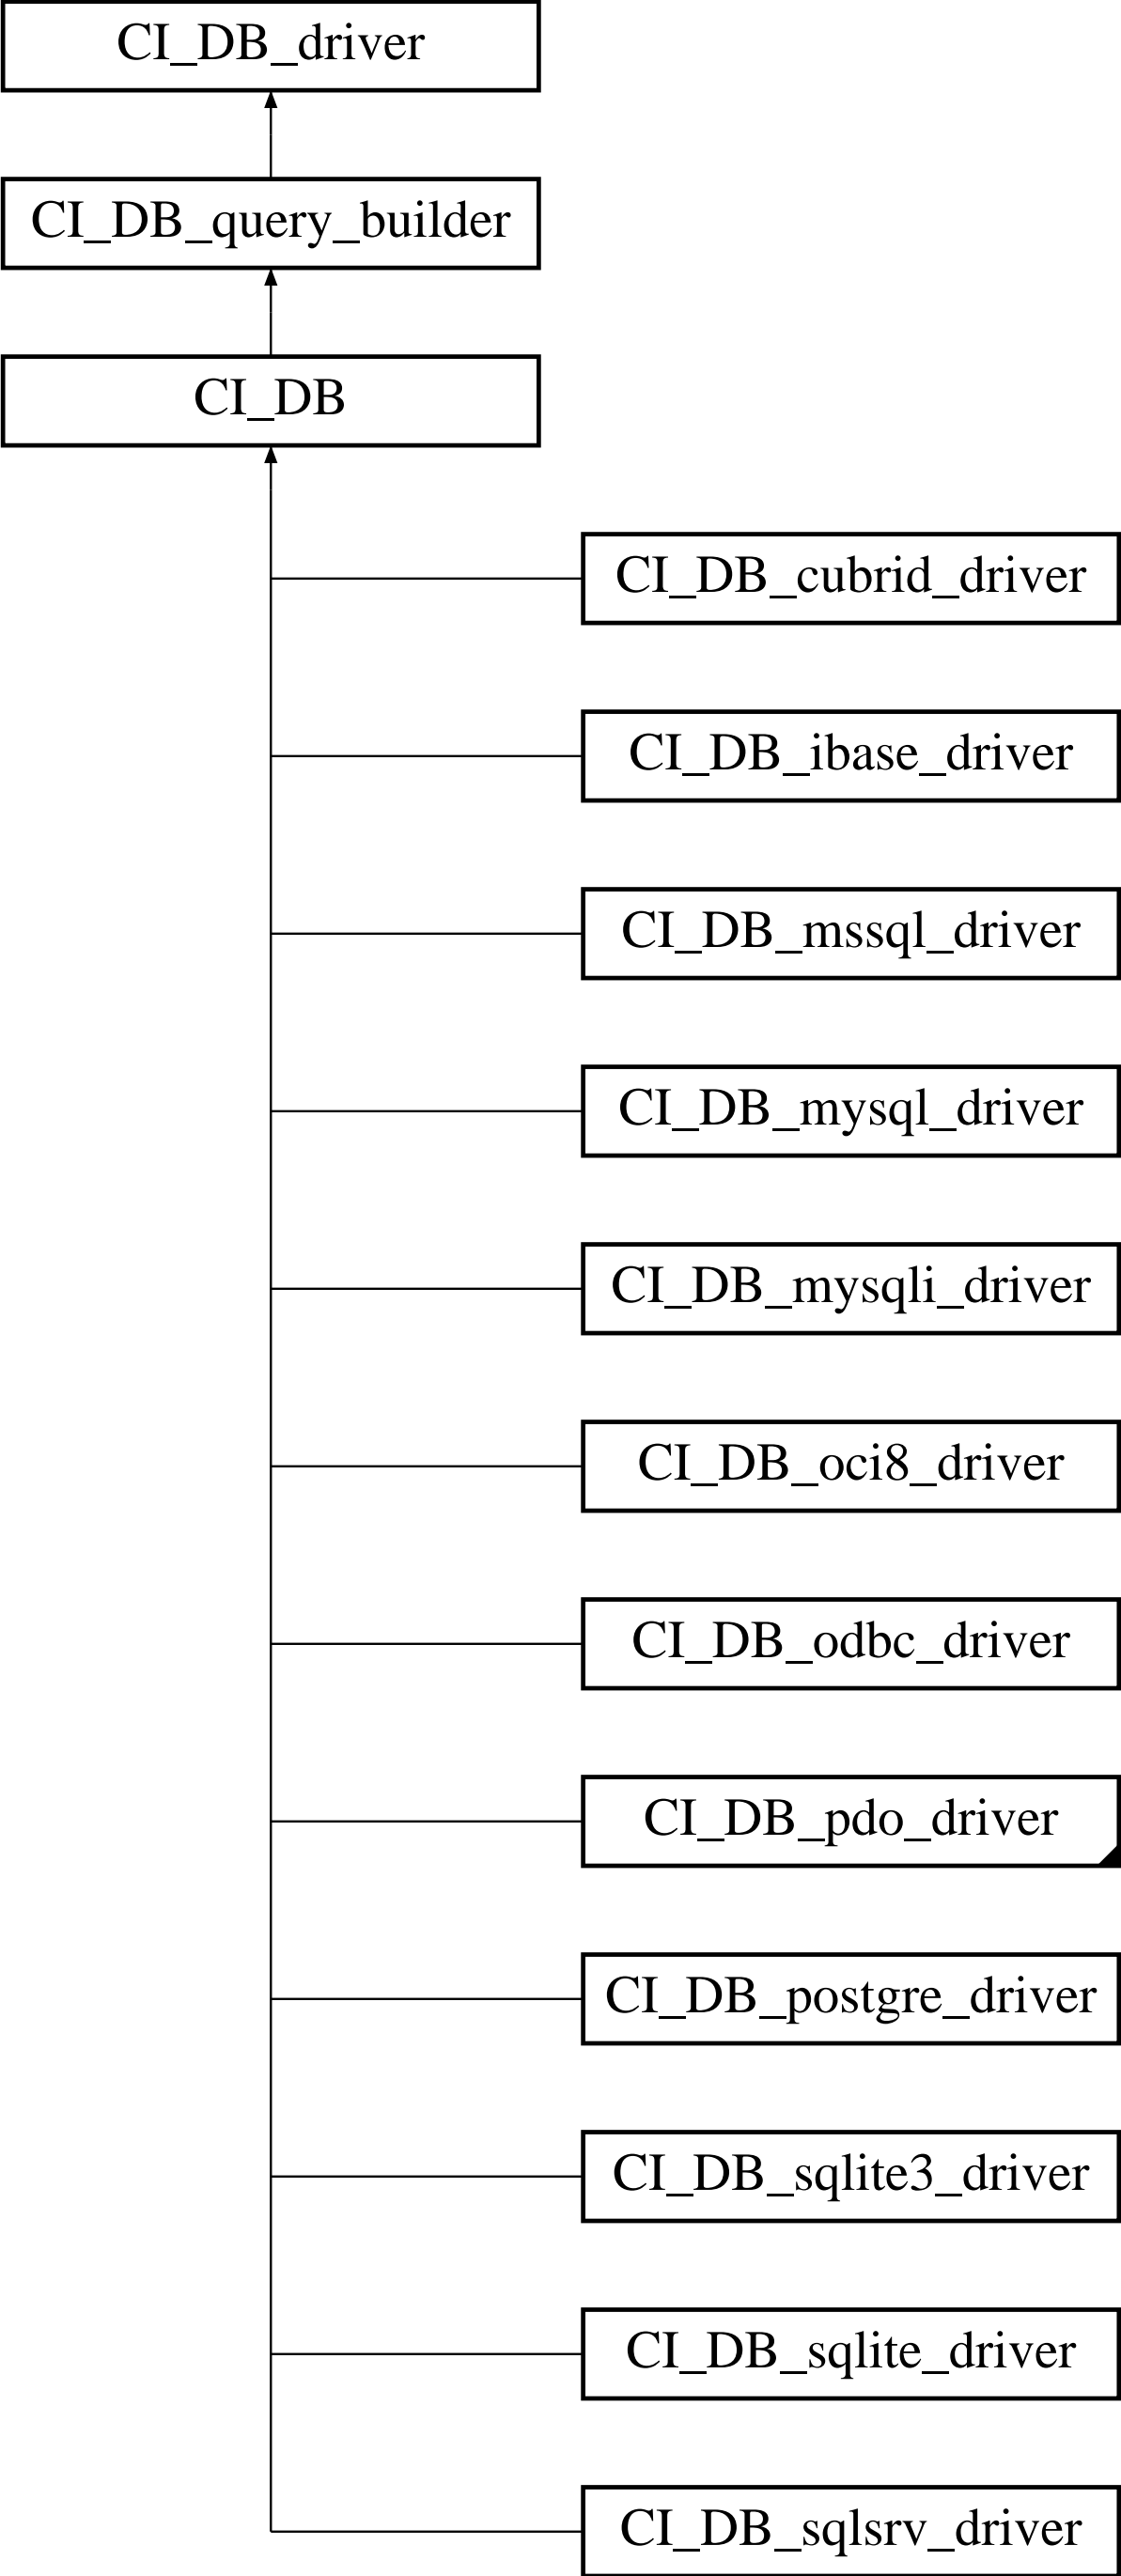 CI_DB_driver
CI_DB_query_builder
CI_DB
CI_DB_cubrid_driver
CI_DB_ibase_driver
CI_DB_mssql_driver
CI_DB_mysql_driver
CI_DB_mysqli_driver
CI_DB_oci8_driver
CI_DB_odbc_driver
CI_DB_pdo_driver
CI_DB_postgre_driver
CI_DB_sqlite3_driver
CI_DB_sqlite_driver
CI_DB_sqlsrv_driver